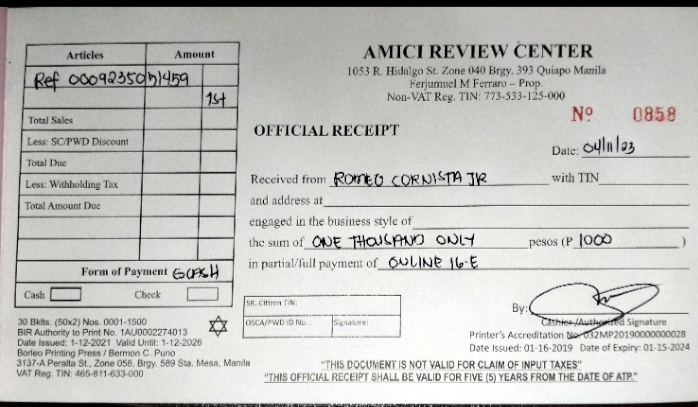 Articles Amount
Ref 0009235071459
1st
Total Sales
Less: SC/PWD Discount
Total Due
Less: Withholding Tax
Total Amount Due
Form of Payment GCASH
Cash Check
30 Bklts. (50x2) Nos. 0001-1500
BIR Authority to Print No. 1AU0002274013
Date Issued: 1-12-2021 Valid Until: 1-12-2026
Borleo Printing Press / Bermon C. Puno
3137-A Peralta St., Zone 058, Brgy. 589 Sta. Mesa, Manila
VAT Reg. TIN: 465-811-633-000
AMICI REVIEW CENTER
1053 R. Hidalgo St. Zone 040 Brgy. 393 Quiapo Manila
Ferjunniel M Ferraro – Prop.
Non-VAT Reg. TIN: 773-533-125-000
Nº 0858
OFFICIAL RECEIPT
Date: 04/11/23
Received from ROMEO CORNISTA JR with TIN
and address at
engaged in the business style of
the sum of ONE THOUSAND ONLY pesos (P 1000 )
in partial/full payment of ONLINE 16-E
SR. Citizen TIN:
OSCA/PWD ID No. Signature:
By:
Cashier /Authorized Signature
Printer's Accreditation No. 032MP20190000000028
Date Issued: 01-16-2019 Date of Expiry: 01-15-2024
"THIS DOCUMENT IS NOT VALID FOR CLAIM OF INPUT TAXES"
"THIS OFFICIAL RECEIPT SHALL BE VALID FOR FIVE (5) YEARS FROM THE DATE OF ATP."